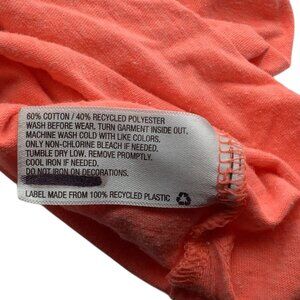 60% COTTON / 40% RECYCLED POLYESTER
WASH BEFORE WEAR. TURN GARMENT INSIDE OUT.
MACHINE WASH COLD WITH LIKE COLORS.
ONLY NON-CHLORINE BLEACH IF NEEDED.
TUMBLE DRY LOW. REMOVE PROMPTLY.
COOL IRON IF NEEDED.
DO NOT IRON ON DECORATIONS.
LABEL MADE FROM 100% RECYCLED PLASTIC